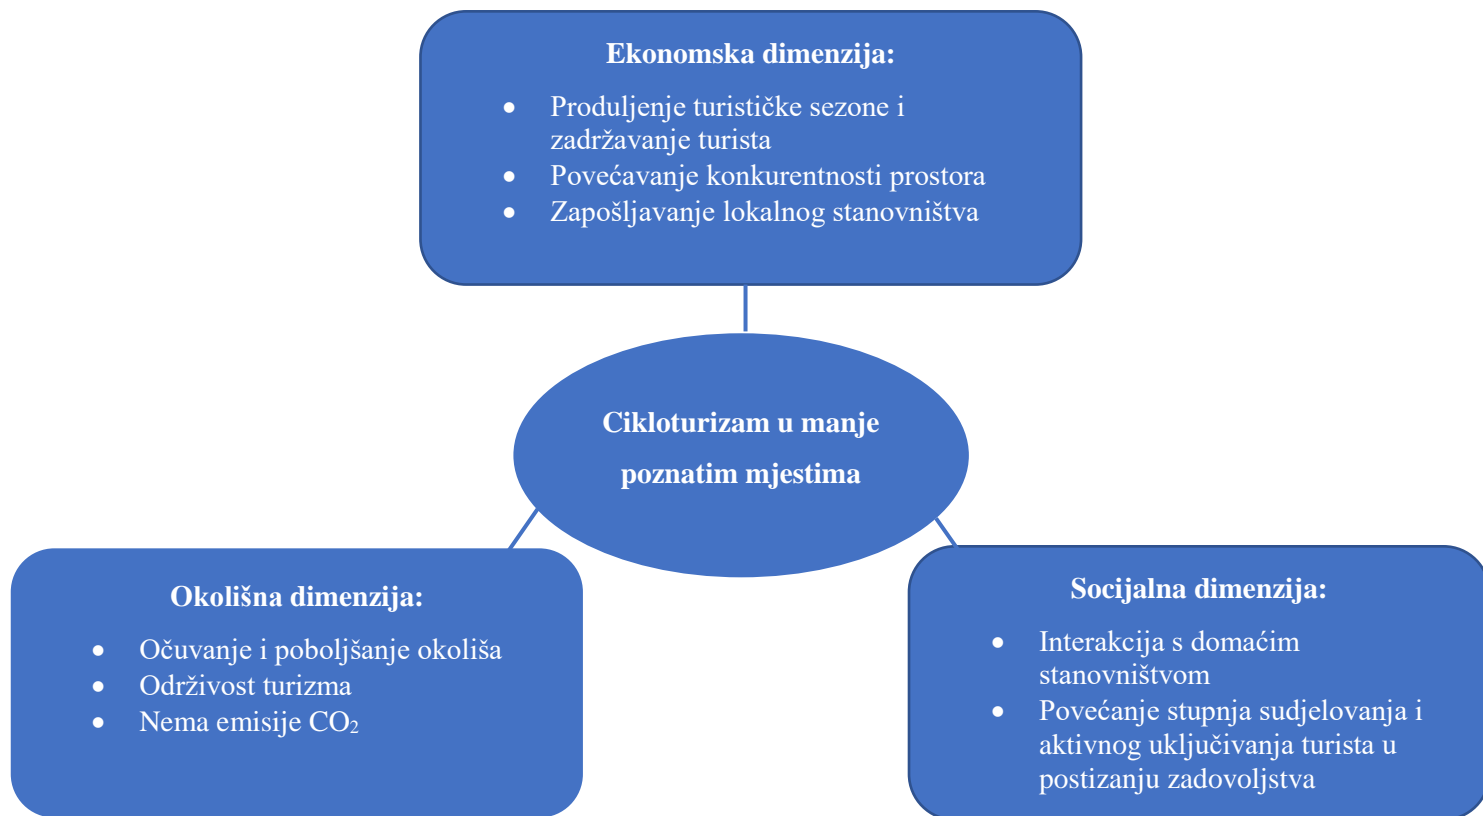 Ekonomska dimenzija:
• Produljenje turističke sezone i
zadržavanje turista
• Povećavanje konkurentnosti prostora
• Zapošljavanje lokalnog stanovništva
Cikloturizam u manje
poznatim mjestima
Okolišna dimenzija:
• Očuvanje i poboljšanje okoliša
• Održivost turizma
• Nema emisije CO₂
Socijalna dimenzija:
• Interakcija s domaćim
stanovništvom
• Povećanje stupnja sudjelovanja i
aktivnog uključivanja turista u
postizanju zadovoljstva